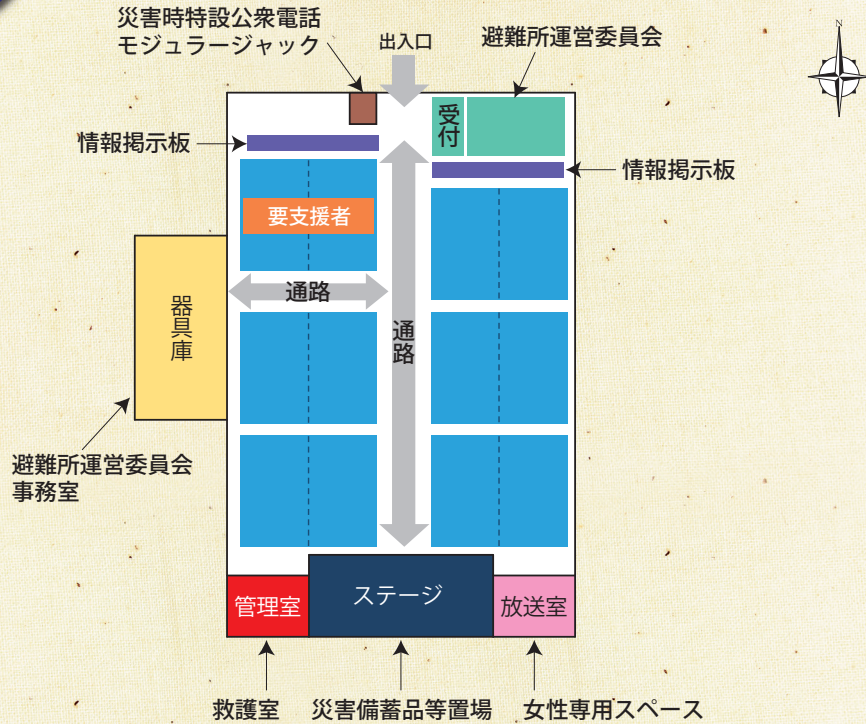 災害時特設公衆電話
モジュラージャック
出入口
避難所運営委員会
N
受付
情報掲示板
情報掲示板
要支援者
通路
器具庫
通路
避難所運営委員会
事務室
管理室
ステージ
放送室
救護室
災害備蓄品等置場
女性専用スペース